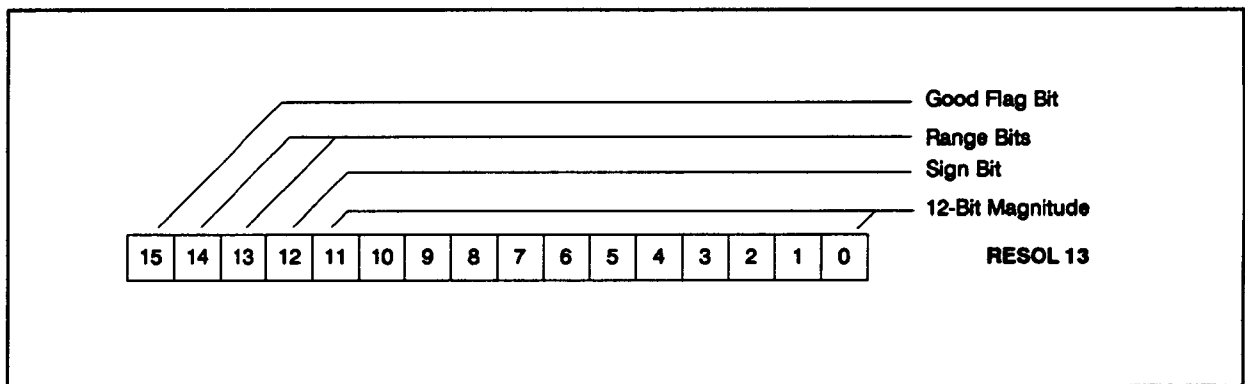 Good Flag Bit
Range Bits
Sign Bit
12-Bit Magnitude
15 14 13 12 11 10 9 8 7 6 5 4 3 2 1 0 RESOL 13